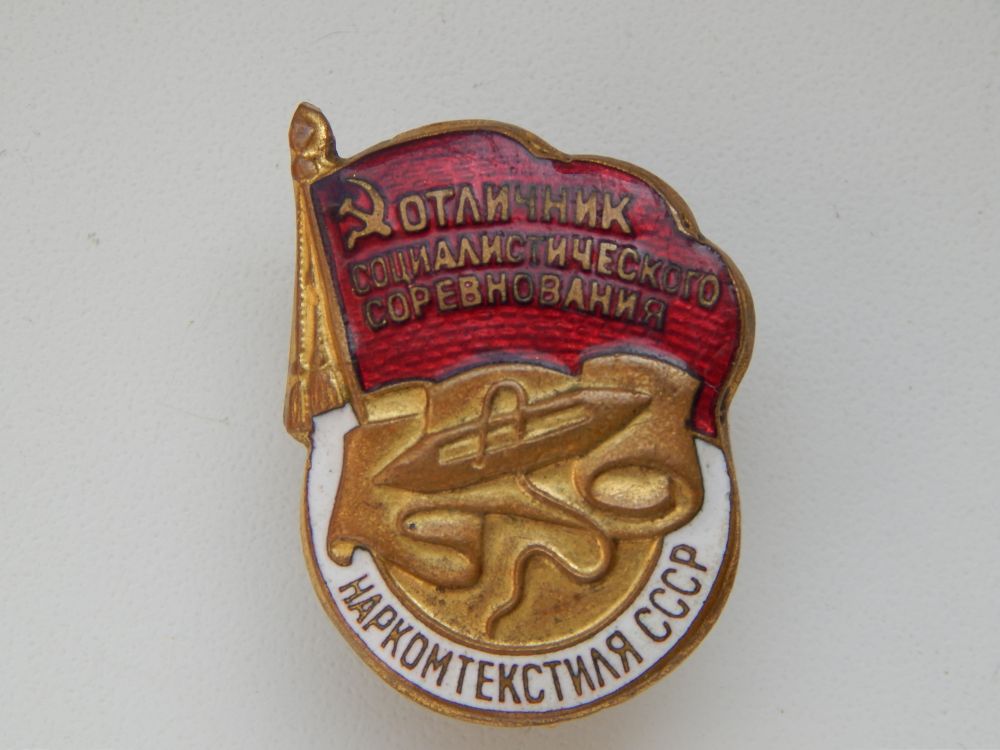 ОТЛИЧНИК
СОЦИАЛИСТИЧЕСКОГО
СОРЕВНОВАНИЯ
НАРКОМТЕКСТИЛЯ СССР